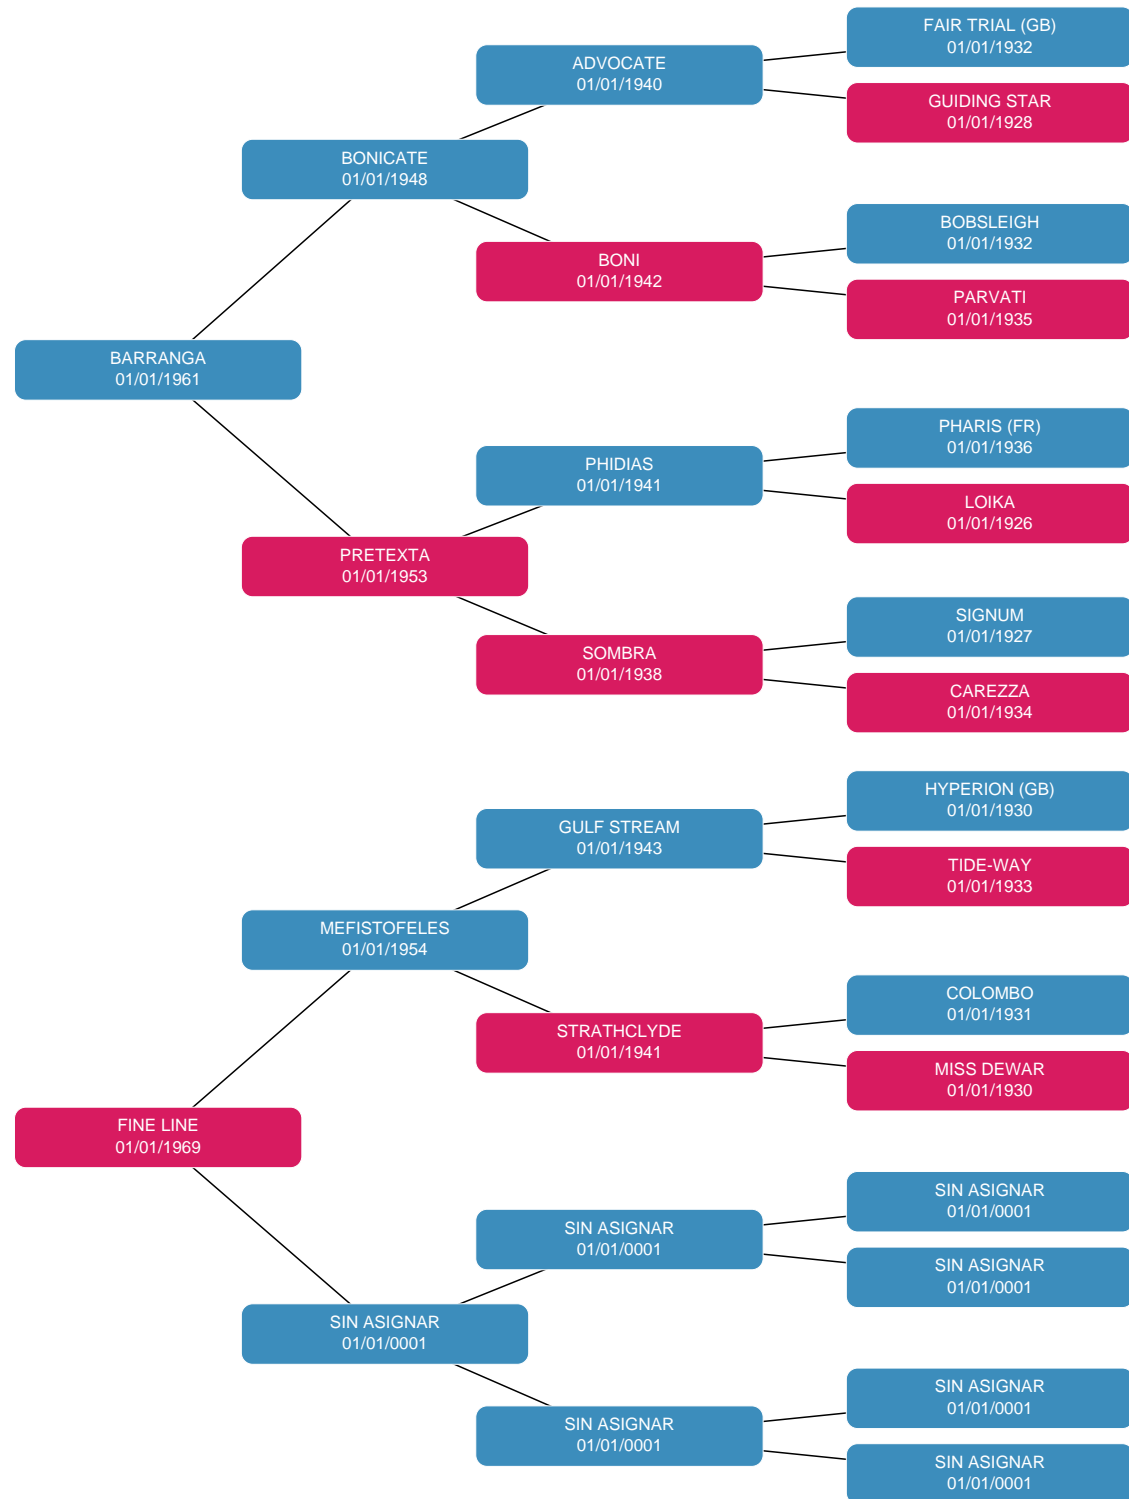 FAIR TRIAL (GB)
01/01/1932
ADVOCATE
01/01/1940
GUIDING STAR
01/01/1928
BONICATE
01/01/1948
BOBSLEIGH
01/01/1932
BONI
01/01/1942
PARVATI
01/01/1935
BARRANGA
01/01/1961
PHARIS (FR)
01/01/1936
PHIDIAS
01/01/1941
LOIKA
01/01/1926
PRETEXTA
01/01/1953
SIGNUM
01/01/1927
SOMBRA
01/01/1938
CAREZZA
01/01/1934
HYPERION (GB)
01/01/1930
GULF STREAM
01/01/1943
TIDE-WAY
01/01/1933
MEFISTOFELES
01/01/1954
COLOMBO
01/01/1931
STRATHCLYDE
01/01/1941
MISS DEWAR
01/01/1930
FINE LINE
01/01/1969
SIN ASIGNAR
01/01/0001
SIN ASIGNAR
01/01/0001
SIN ASIGNAR
01/01/0001
SIN ASIGNAR
01/01/0001
SIN ASIGNAR
01/01/0001
SIN ASIGNAR
01/01/0001
SIN ASIGNAR
01/01/0001